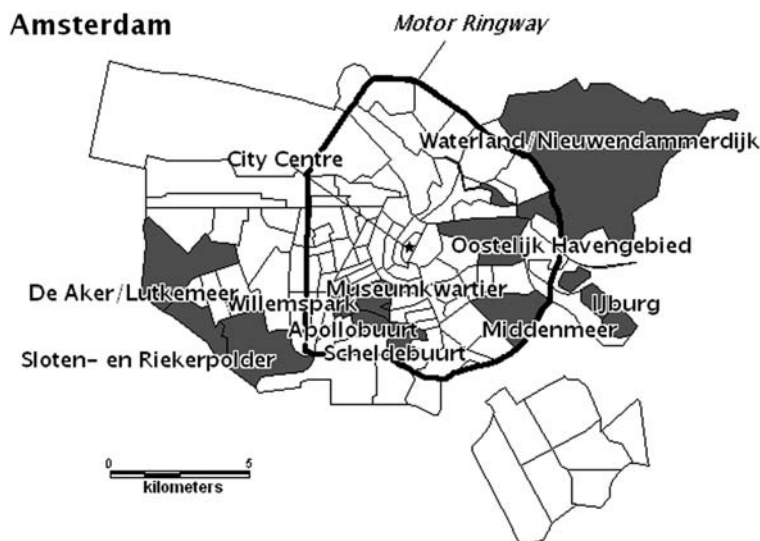 Amsterdam
Motor Ringway
Waterland/Nieuwendammerdijk
City Centre
Oostelijk Havengebied
De Aker/Lutkemeer
Museumkwartier
Willemspark
IJburg
Apollobuurt
Middenmeer
Scheldebuurt
Sloten- en Riekerpolder
0 5
kilometers